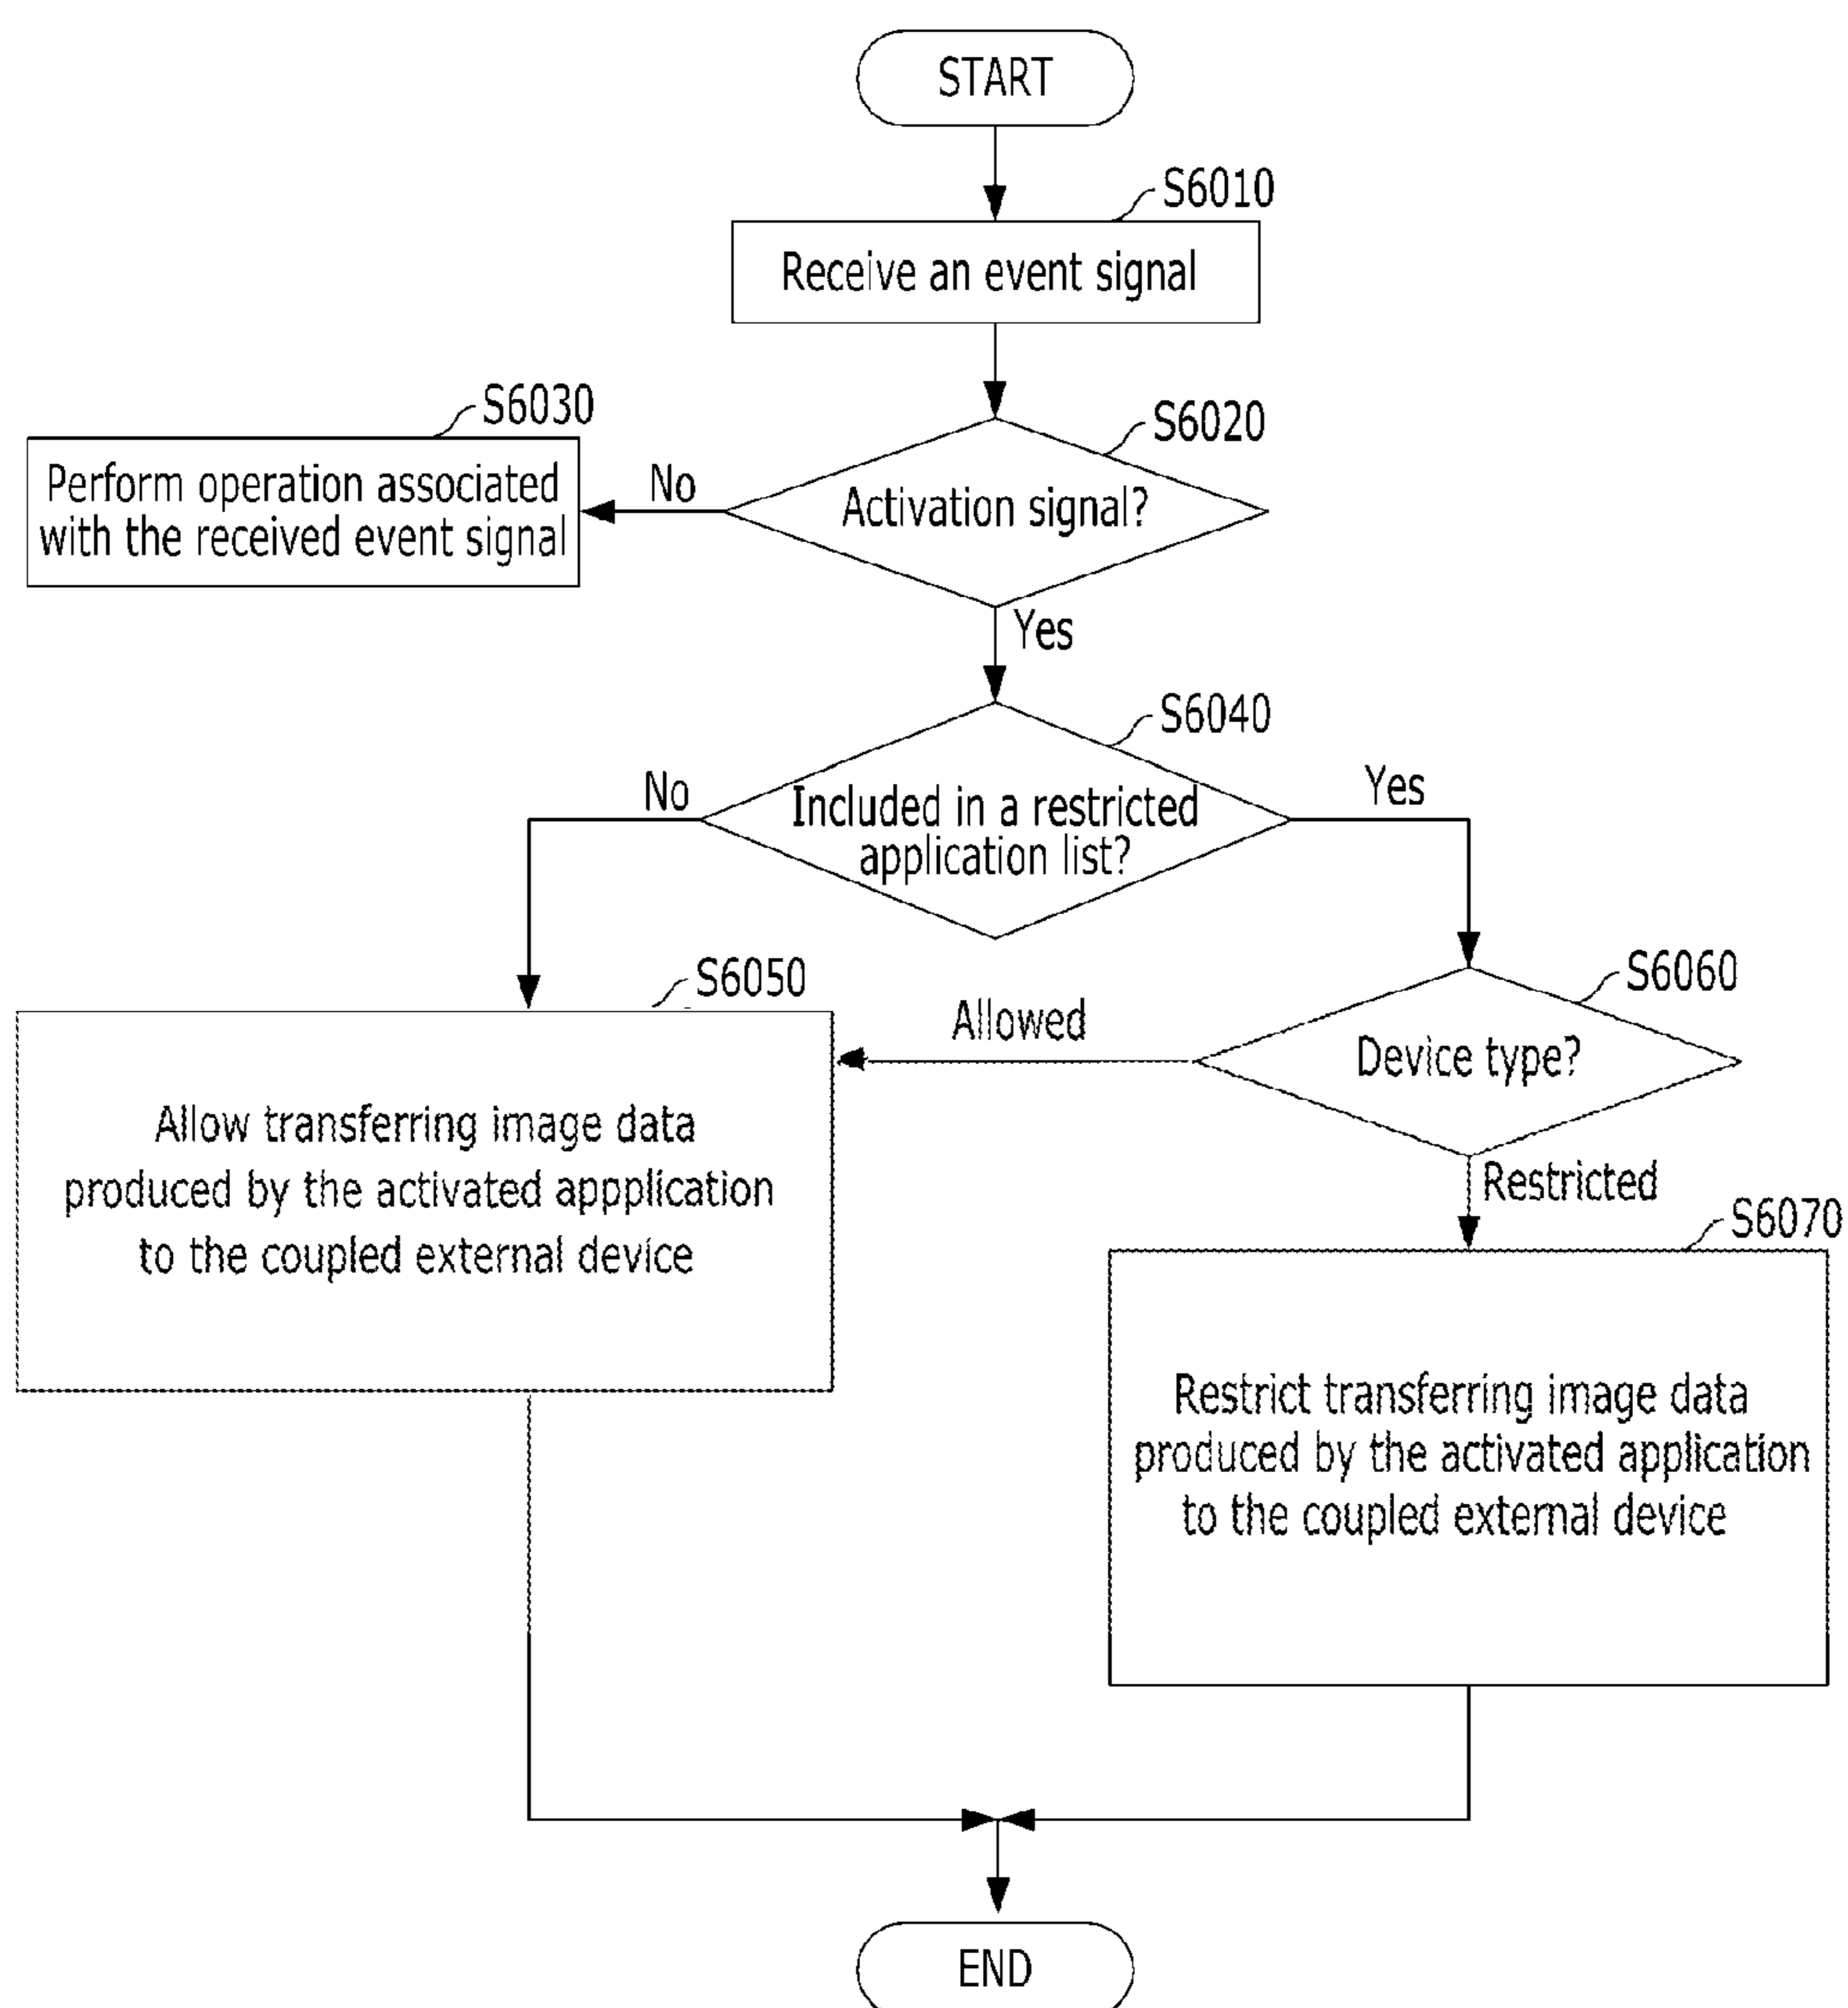 START
S6010
Receive an event signal
S6030
S6020
Perform operation associated
with the received event signal
No
Activation signal?
Yes
S6040
No
Included in a restricted
application list?
Yes
S6050
S6060
Allowed
Device type?
Allow transferring image data
produced by the activated appplication
to the coupled external device
Restricted
S6070
Restrict transferring image data
produced by the activated application
to the coupled external device
END